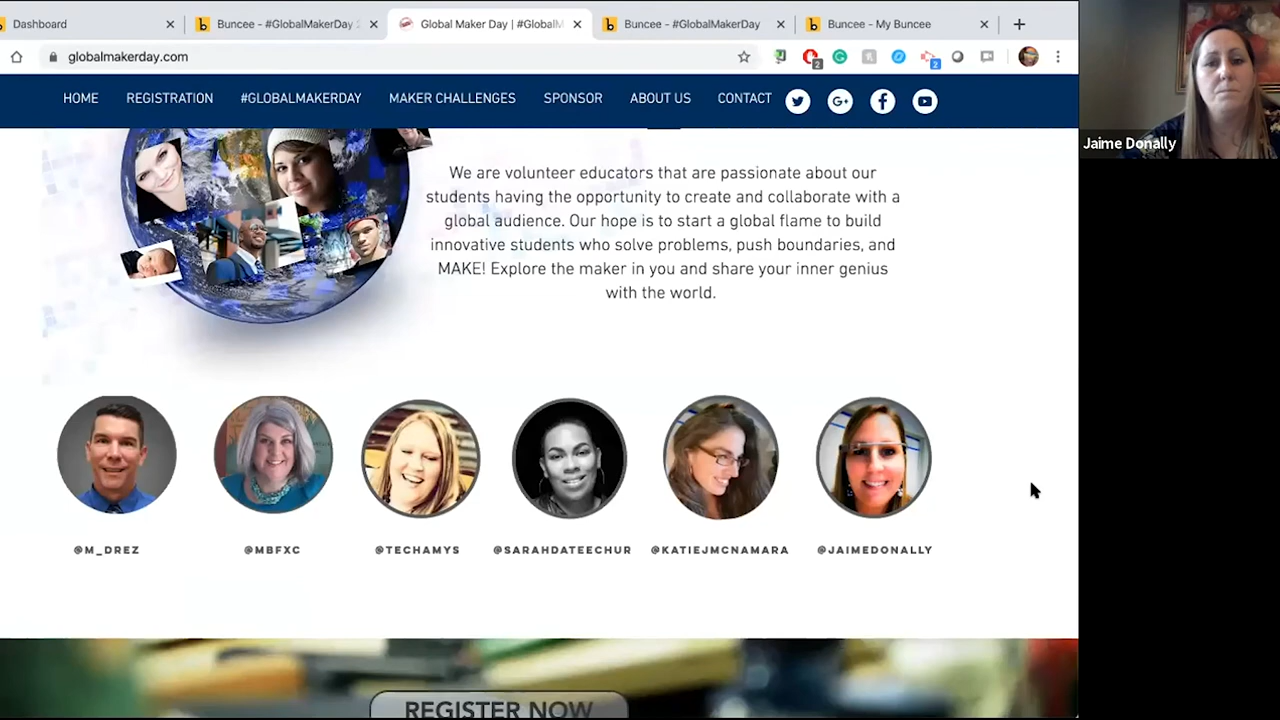 Dashboard
Buncee - #GlobalMakerDay 2
Global Maker Day | #GlobalM
Buncee - #GlobalMakerDay
Buncee - My Buncee
globalmakerday.com
2
2
HOME
REGISTRATION
#GLOBALMAKERDAY
MAKER CHALLENGES
SPONSOR
ABOUT US
CONTACT
Jaime Donally
We are volunteer educators that are passionate about our
students having the opportunity to create and collaborate with a
global audience. Our hope is to start a global flame to build
innovative students who solve problems, push boundaries, and
MAKE! Explore the maker in you and share your inner genius
with the world.
@M_DREZ
@MBFXC
@TECHAMYS
@SARAHDATEECHUR
@KATIEJMCNAMARA
@JAIMEDONALLY
REGISTER NOW